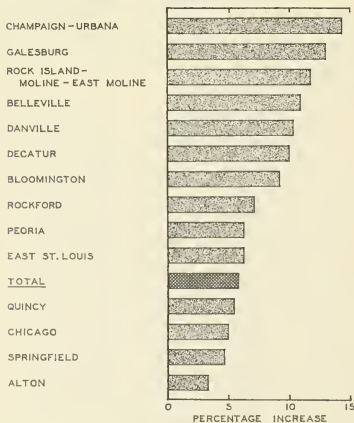 CHAMPAIGN-URBANA
GALESBURG
ROCK ISLAND-
MOLINE-EAST MOLINE
BELLEVILLE
DANVILLE
DECATUR
BLOOMINGTON
ROCKFORD
PEORIA
EAST ST. LOUIS
TOTAL
QUINCY
CHICAGO
SPRINGFIELD
ALTON
0 5 10 15
PERCENTAGE INCREASE